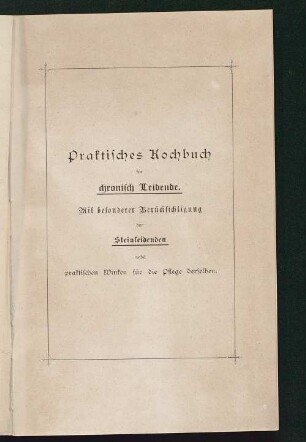 Praktisches Kochbuch
für
chronisch Leidende.
Mit besonderer Berücksichtigung
der
Steinleidenden
nebst
praktischen Winken für die Pflege derselben.